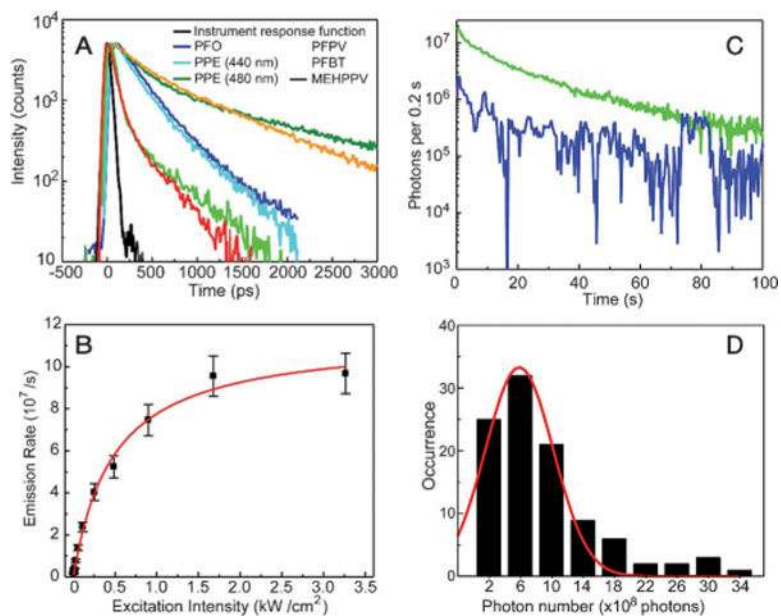 A
Instrument response function
PFO
PFPV
PPE (440 nm)
PFBT
PPE (480 nm)
MEHPPV
Intensity (counts)
10⁴
10³
10²
10
-500 0 500 1000 1500 2000 2500 3000
Time (ps)
C
Photons per 0.2 s
10⁷
10⁶
10⁵
10⁴
10³
0 20 40 60 80 100
Time (s)
B
Emission Rate (10⁷/s)
12
10
8
6
4
2
0
0 0.5 1.0 1.5 2.0 2.5 3.0 3.5
Excitation Intensity (kW /cm²)
D
Occurrence
40
30
20
10
0
2 6 10 14 18 22 26 30 34
Photon number (x10⁸ photons)